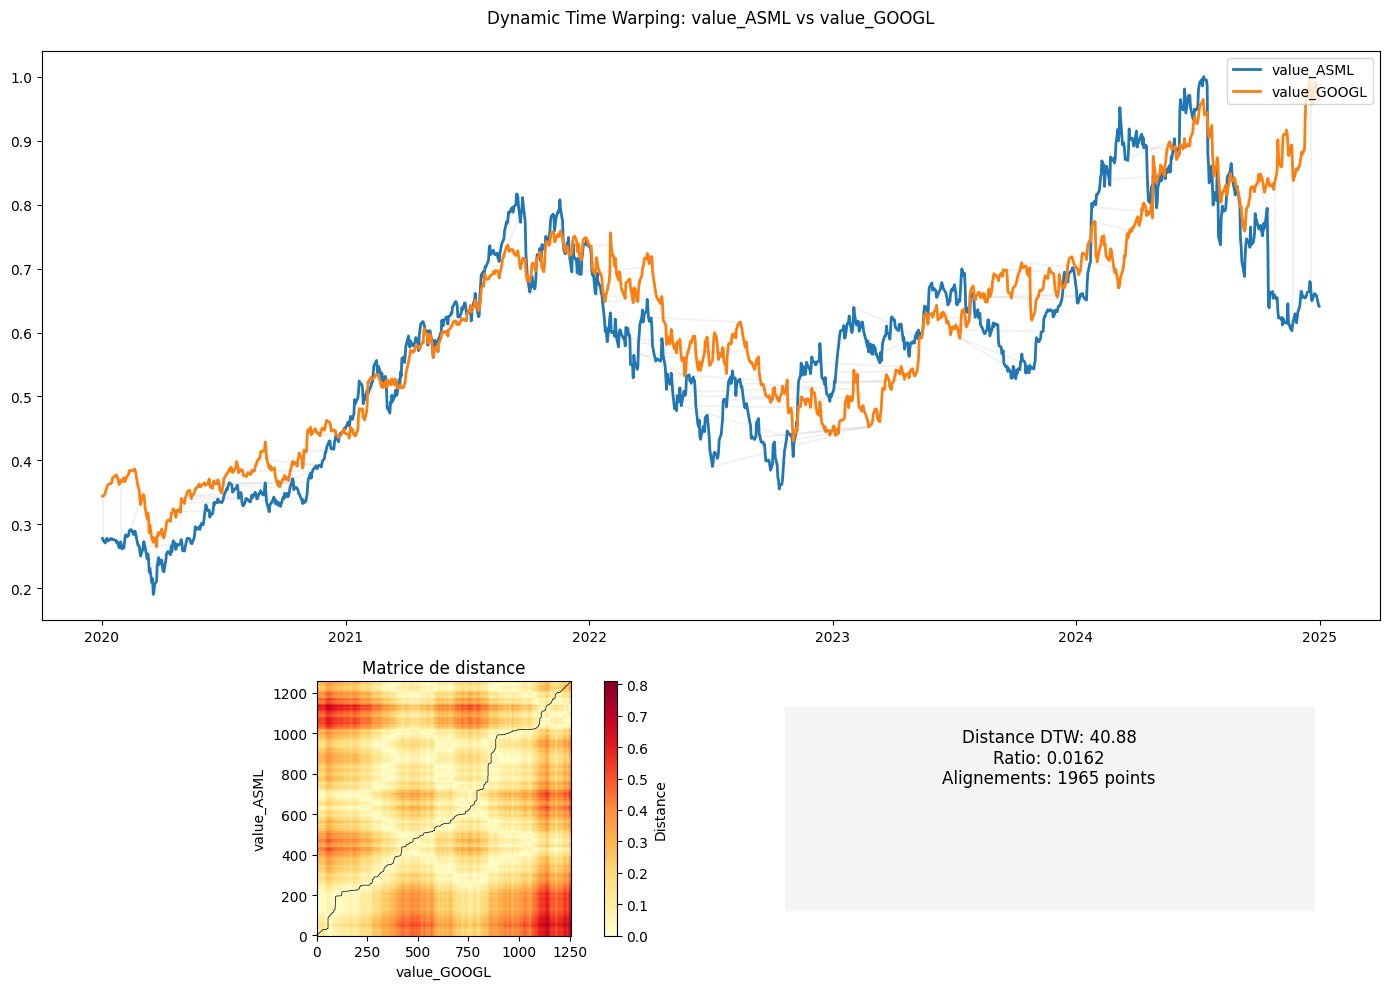 Dynamic Time Warping: value_ASML vs value_GOOGL
value_ASML
value_GOOGL
1.0
0.9
0.8
0.7
0.6
0.5
0.4
0.3
0.2
2020 2021 2022 2023 2024 2025
Matrice de distance
value_ASML
1200
1000
800
600
400
200
0
0 250 500 750 1000 1250
value_GOOGL
0.8
0.7
0.6
0.5
0.4
0.3
0.2
0.1
0.0
Distance
Distance DTW: 40.88
Ratio: 0.0162
Alignements: 1965 points